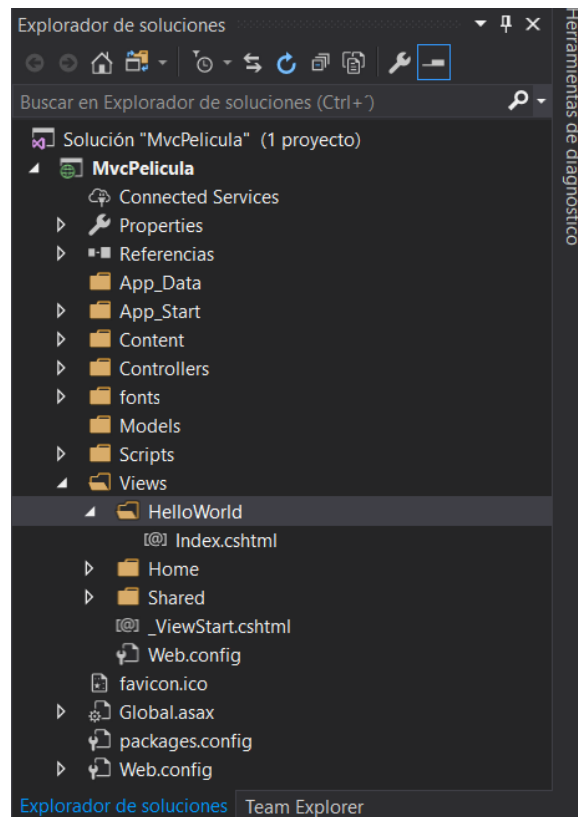 Explorador de soluciones
Buscar en Explorador de soluciones (Ctrl+´)
Solución "MvcPelicula" (1 proyecto)
MvcPelicula
Connected Services
Properties
Referencias
App_Data
App_Start
Content
Controllers
fonts
Models
Scripts
Views
HelloWorld
[@] Index.cshtml
Home
Shared
[@] _ViewStart.cshtml
Web.config
favicon.ico
Global.asax
packages.config
Web.config
Explorador de soluciones Team Explorer
Herramientas de diagnóstico